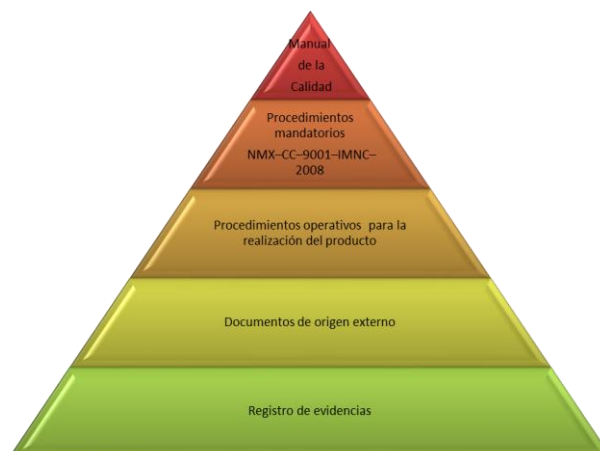 Manual
de la
Calidad
Procedimientos
mandatorios
NMX–CC–9001–IMNC–
2008
Procedimientos operativos para la
realización del producto
Documentos de origen externo
Registro de evidencias